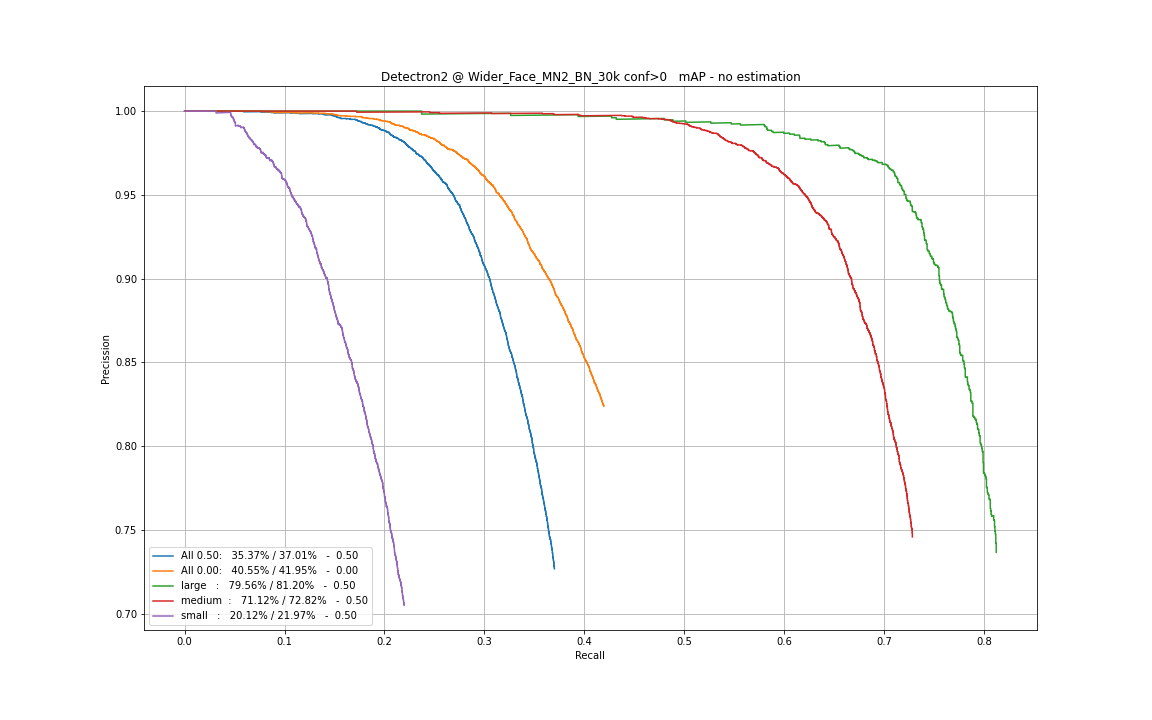 Detectron2 @ Wider_Face_MN2_BN_30k conf>0   mAP - no estimation
1.00
0.95
0.90
0.85
0.80
0.75
0.70
Precission
All 0.50:   35.37% / 37.01%   -  0.50
All 0.00:   40.55% / 41.95%   -  0.00
large   :   79.56% / 81.20%   -  0.50
medium  :   71.12% / 72.82%   -  0.50
small   :   20.12% / 21.97%   -  0.50
0.0 0.1 0.2 0.3 0.4 0.5 0.6 0.7 0.8
Recall